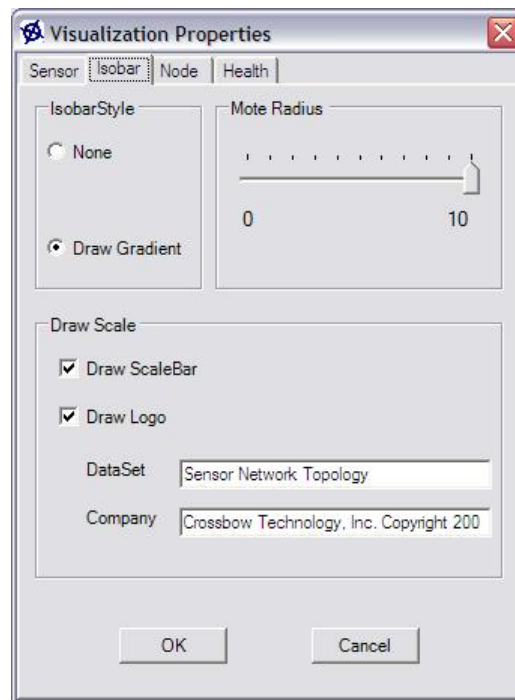 Visualization Properties
Sensor Isobar Node Health
IsobarStyle
None
Draw Gradient
Mote Radius
0 10
Draw Scale
Draw ScaleBar
Draw Logo
DataSet Sensor Network Topology
Company Crossbow Technology, Inc. Copyright 200
OK Cancel